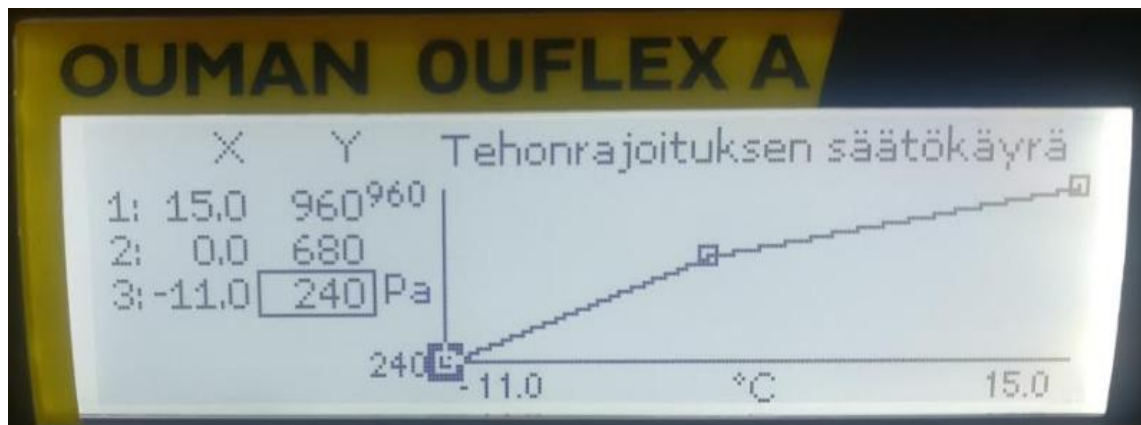 OUMAN OUFLEX A
X Y Tehonrajoituksen säätökäyrä
1: 15.0 960 960
2: 0.0 680
3: -11.0 240 Pa
240
-11.0 °C 15.0